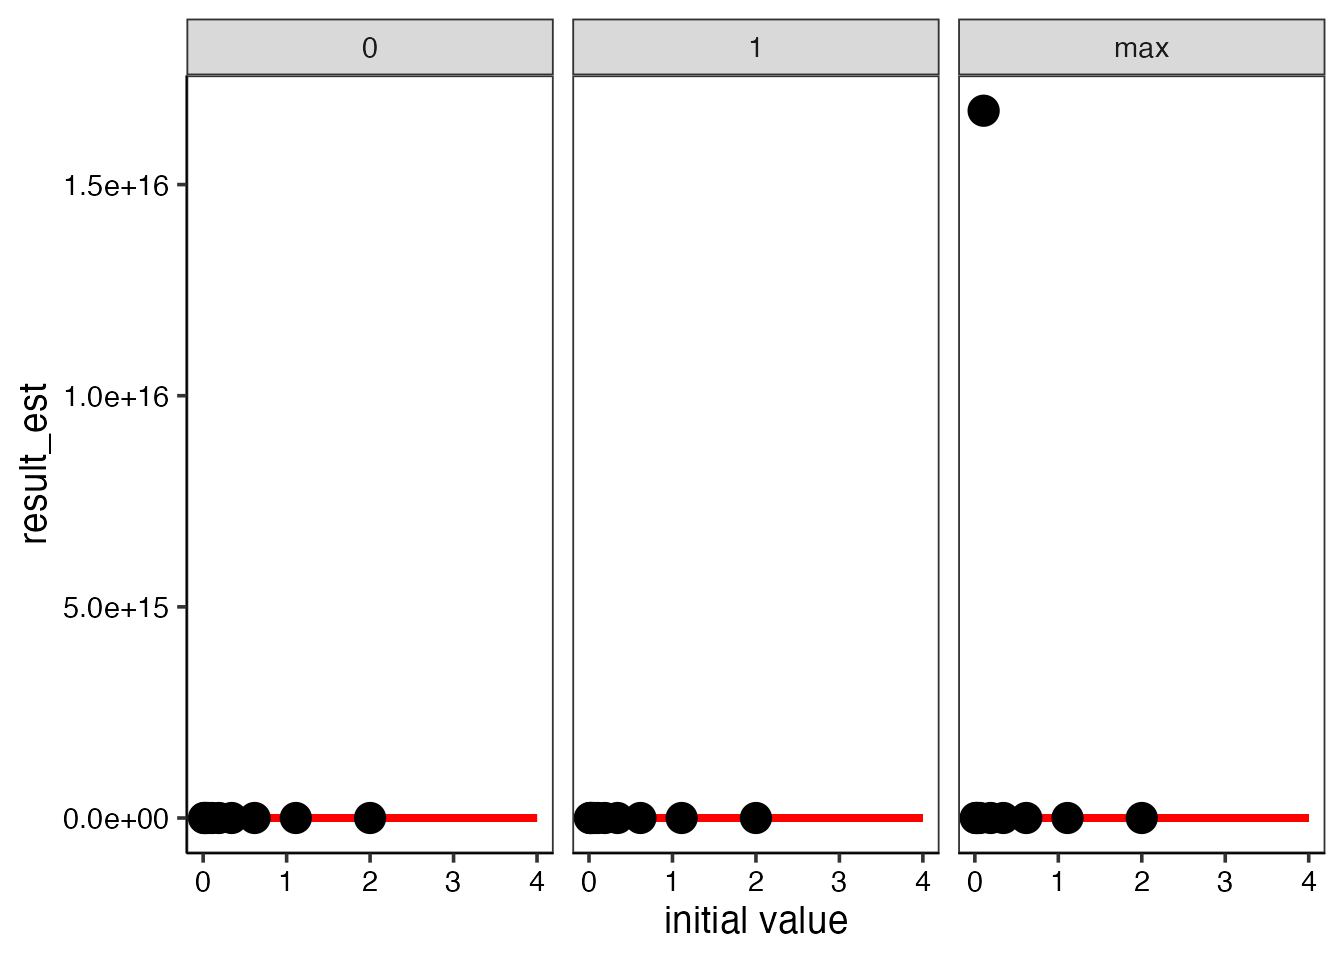 0 1 max
1.5e+16
1.0e+16
5.0e+15
0.0e+00
result_est
0 1 2 3 4 0 1 2 3 4 0 1 2 3 4
initial value